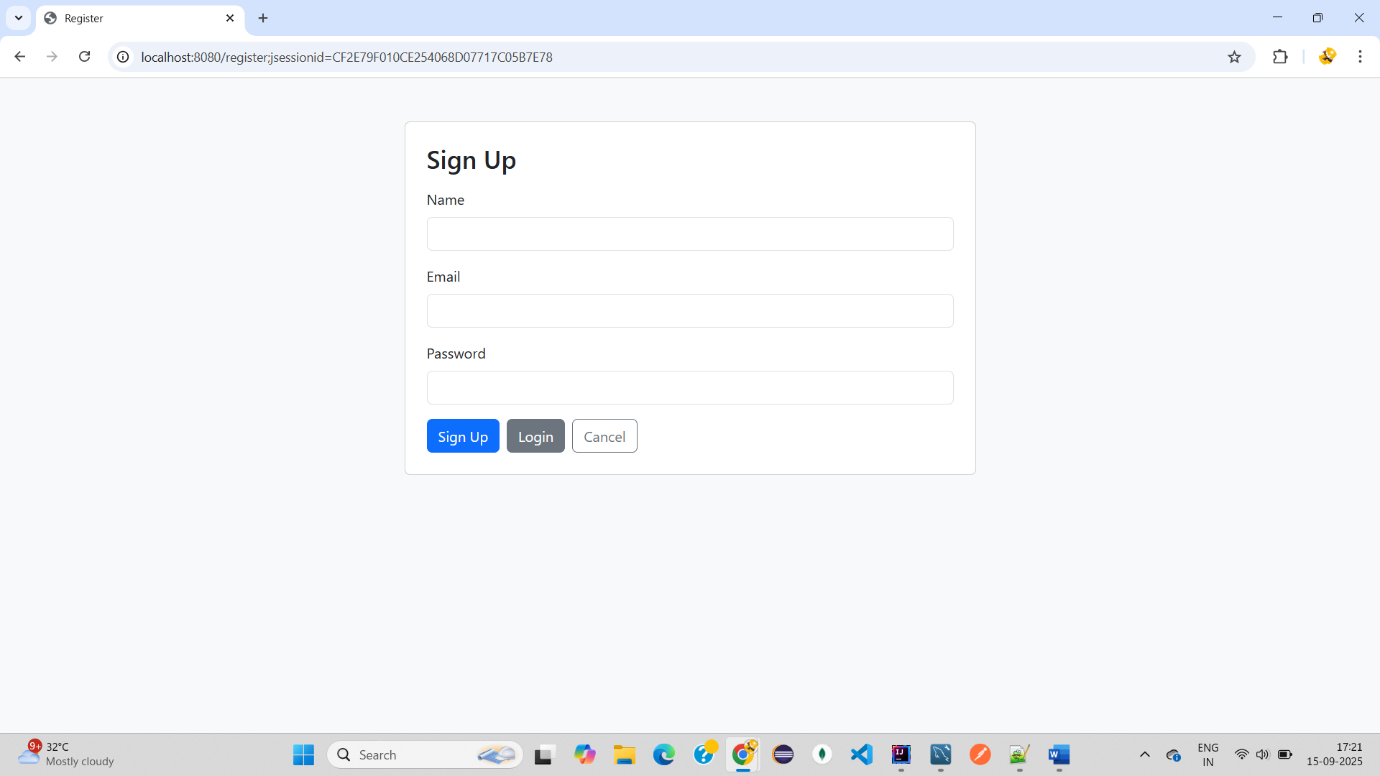 Register
localhost:8080/register;jsessionid=CF2E79F010CE254068D07717C05B7E78
Sign Up
Name
Email
Password
Sign Up Login Cancel
9+
32°C
Mostly cloudy
Search
ENG
IN
17:21
15-09-2025